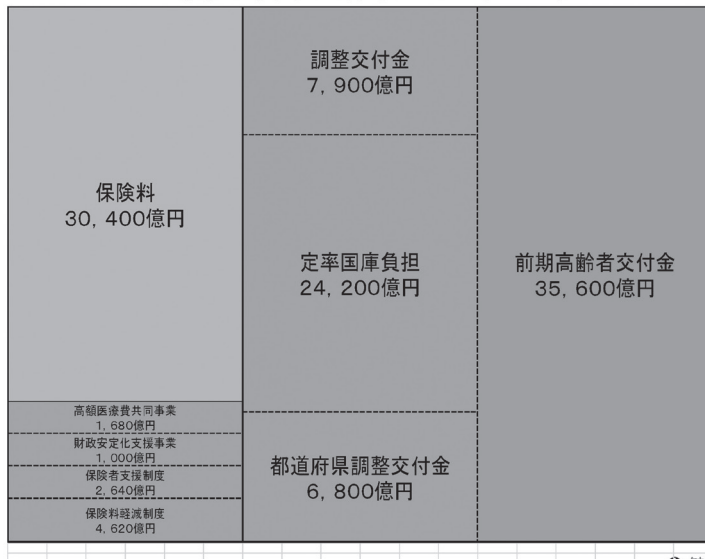 保険料
30, 400億円
高額医療費共同事業
1, 680億円
財政安定化支援事業
1, 000億円
保険者支援制度
2, 640億円
保険料軽減制度
4, 620億円
調整交付金
7, 900億円
定率国庫負担
24, 200億円
都道府県調整交付金
6, 800億円
前期高齢者交付金
35, 600億円